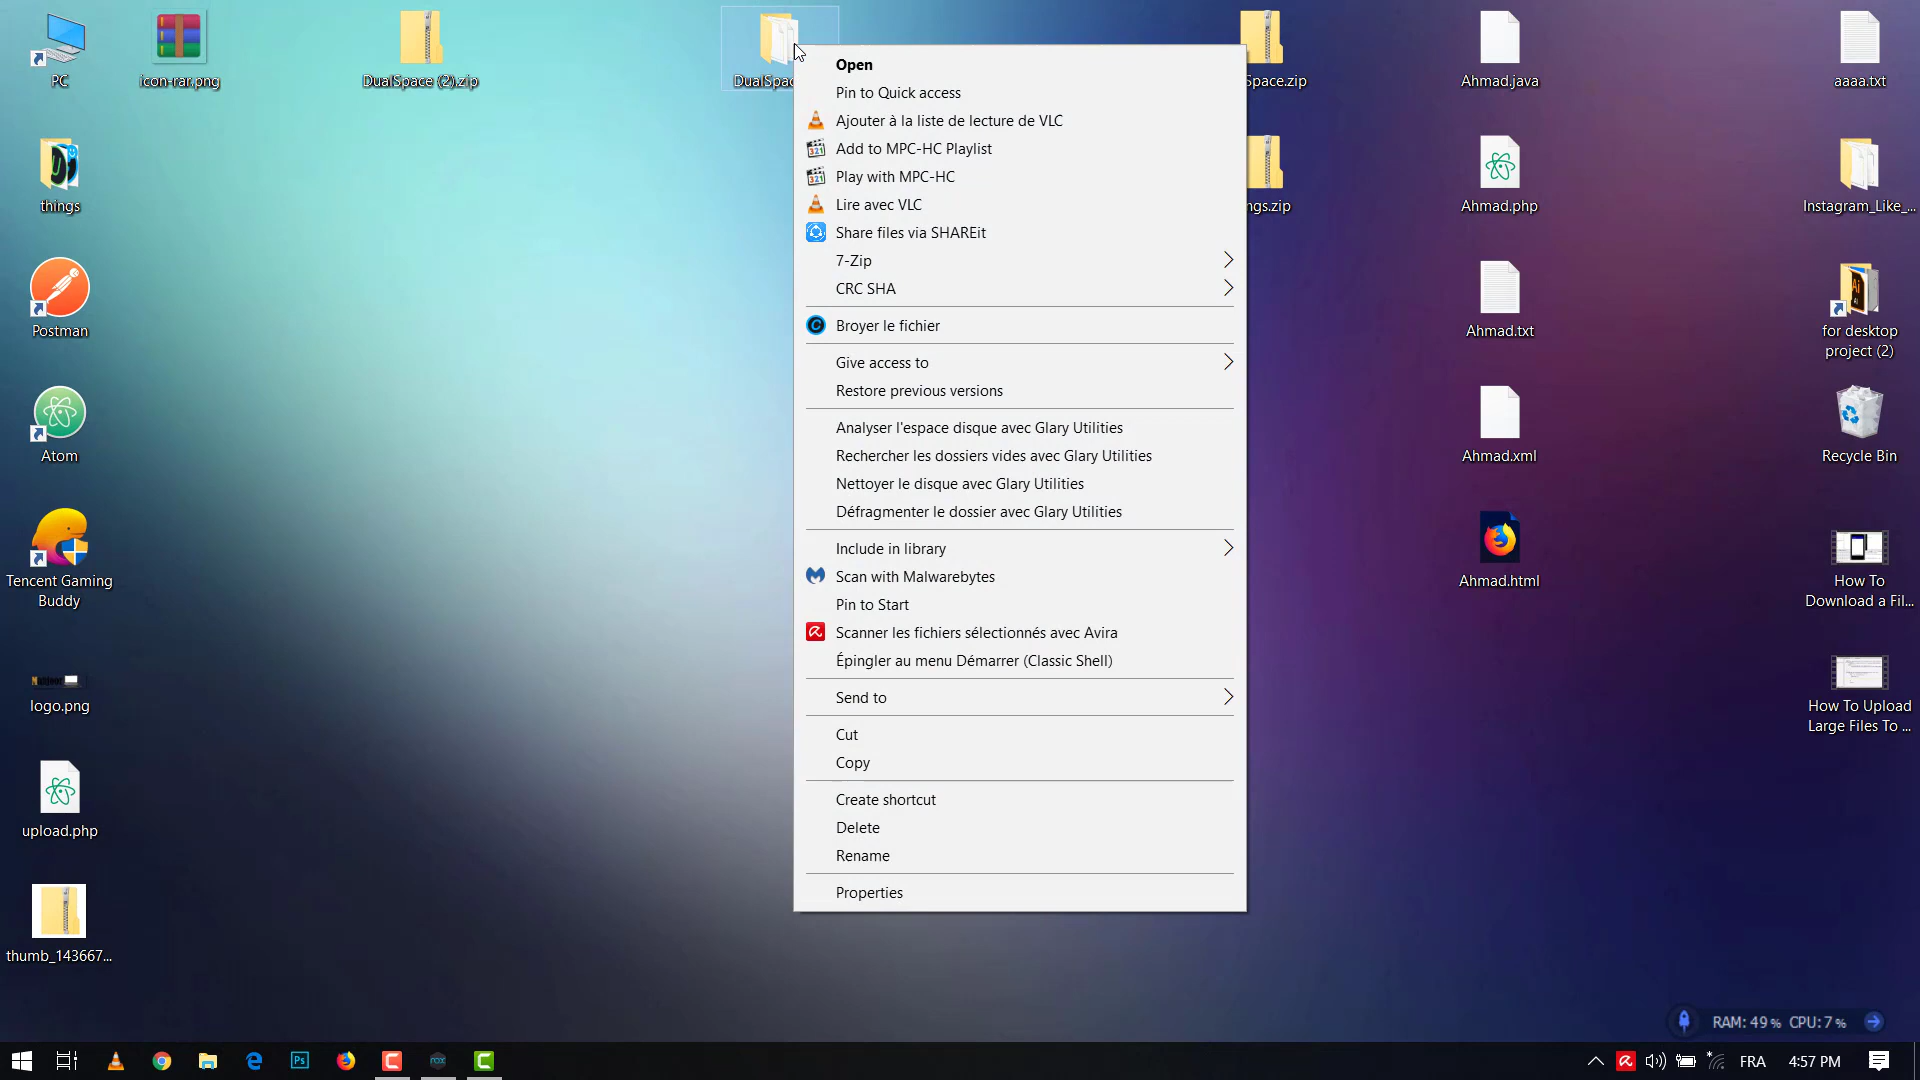 PC
icon-rar.png
DualSpace (2).zip
Ahmad.java
aaaa.txt
things
Ahmad.php
Instagram_Like_...
Postman
Ahmad.txt
for desktop
project (2)
Atom
Ahmad.xml
Recycle Bin
Tencent Gaming
Buddy
Ahmad.html
How To
Download a Fil...
logo.png
How To Upload
Large Files To ...
upload.php
thumb_143667...
Open
Pin to Quick access
Ajouter à la liste de lecture de VLC
Add to MPC-HC Playlist
Play with MPC-HC
Lire avec VLC
Share files via SHAREit
7-Zip
CRC SHA
Broyer le fichier
Give access to
Restore previous versions
Analyser l'espace disque avec Glary Utilities
Rechercher les dossiers vides avec Glary Utilities
Nettoyer le disque avec Glary Utilities
Défragmenter le dossier avec Glary Utilities
Include in library
Scan with Malwarebytes
Pin to Start
Scanner les fichiers sélectionnés avec Avira
Épingler au menu Démarrer (Classic Shell)
Send to
Cut
Copy
Create shortcut
Delete
Rename
Properties
RAM: 49 % CPU: 7 %
FRA
4:57 PM